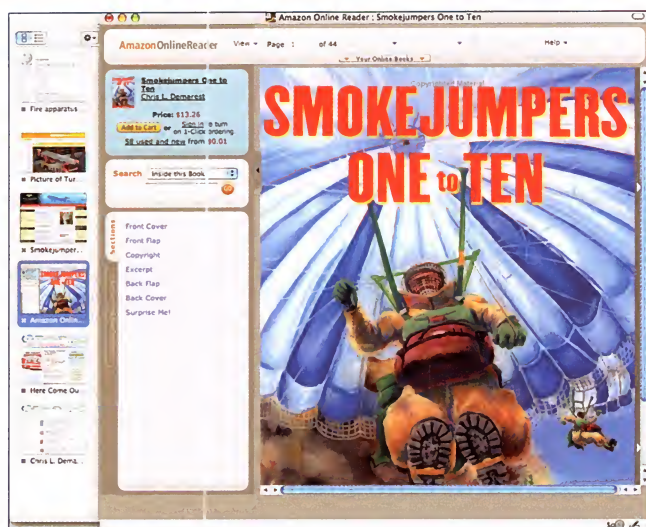 Amazon Online Reader : Smokejumpers One to Ten
Fire apparatus
Picture of Tur
Smokejumper...
Amazon Onlin...
Here Come Ou
Chris L. Dema...
AmazonOnlineReader
View
Page 1 of 44
Help
Your Online Books
Smokejumpers One to
Ten
Chris L. Demarest
Price: $13.26
Add to Cart or Sign in to turn
on 1-Click ordering
58 used and new from $0.01
Search Inside this Book
GO
Sections
Front Cover
Front Flap
Copyright
Excerpt
Back Flap
Back Cover
Surprise Me!
Copyrighted Material
SMOKEJUMPERS
ONE to TEN